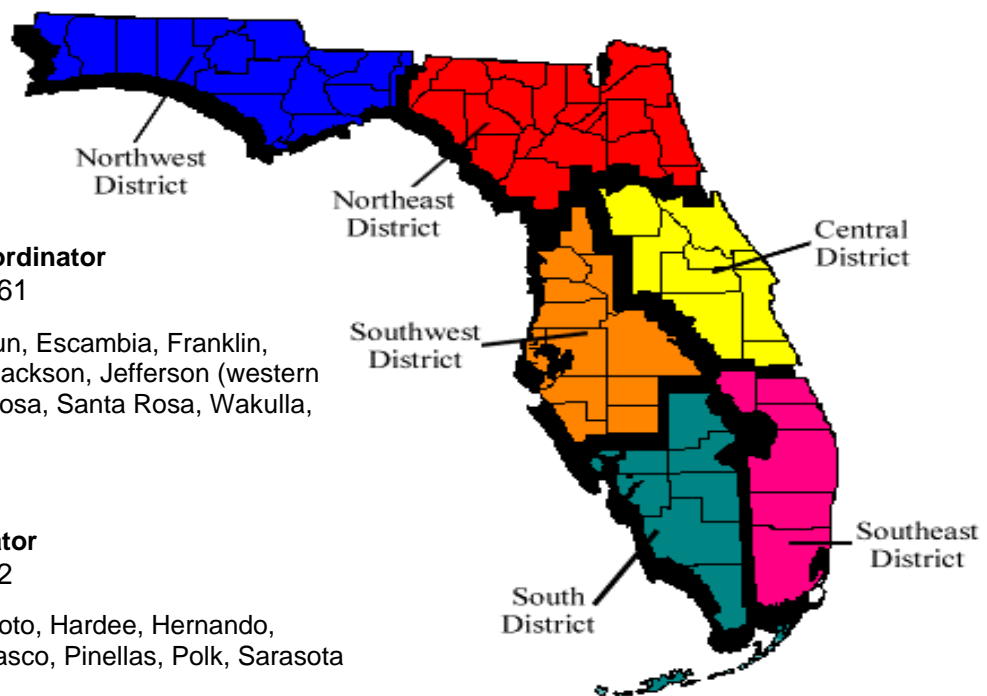 Northwest
District
Northeast
District
Central
District
ordinator
61
Southwest
District
un, Escambia, Franklin,
ackson, Jefferson (western
osa, Santa Rosa, Wakulla,
ator
2
Southeast
District
South
District
oto, Hardee, Hernando,
asco, Pinellas, Polk, Sarasota